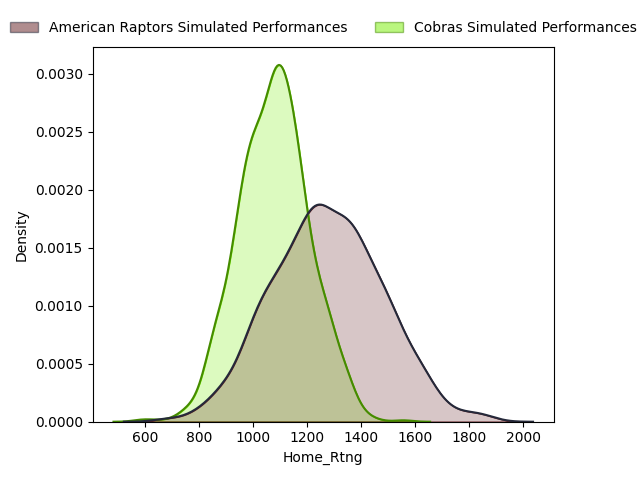 American Raptors Simulated Performances
Cobras Simulated Performances
0.0030
0.0025
0.0020
0.0015
0.0010
0.0005
0.0000
Density
600 800 1000 1200 1400 1600 1800 2000
Home_Rtng